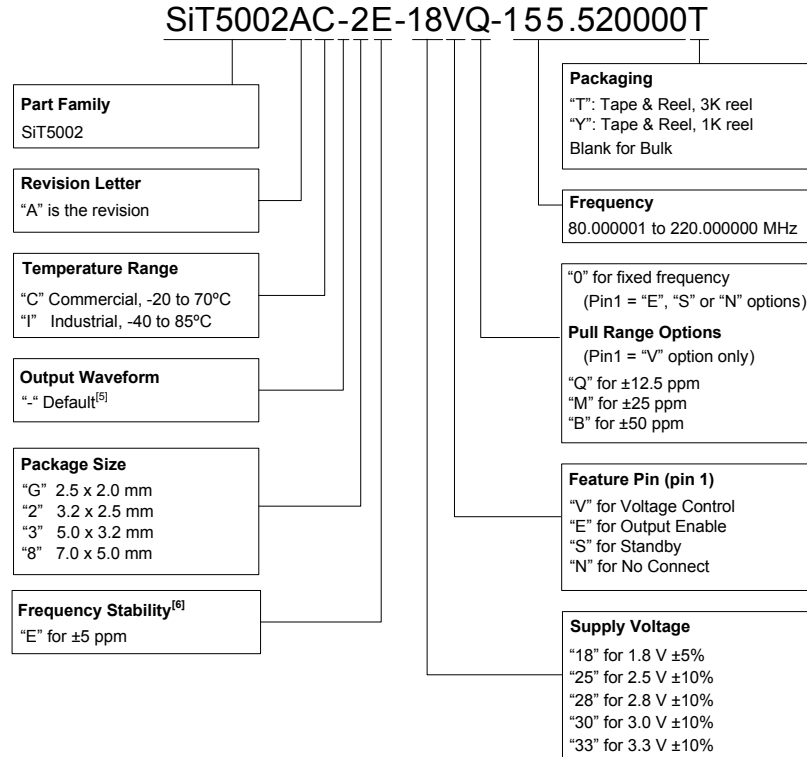 SiT5002AC-2E-18VQ-155.520000T
Part Family
SiT5002
Revision Letter
“A” is the revision
Temperature Range
“C” Commercial, -20 to 70ºC
“I” Industrial, -40 to 85ºC
Output Waveform
“-“ Default[5]
Package Size
“G” 2.5 x 2.0 mm
“2” 3.2 x 2.5 mm
“3” 5.0 x 3.2 mm
“8” 7.0 x 5.0 mm
Frequency Stability[6]
“E” for ±5 ppm
Packaging
“T”: Tape & Reel, 3K reel
“Y”: Tape & Reel, 1K reel
Blank for Bulk
Frequency
80.000001 to 220.000000 MHz
“0” for fixed frequency
(Pin1 = “E”, “S” or “N” options)
Pull Range Options
(Pin1 = “V” option only)
“Q” for ±12.5 ppm
“M” for ±25 ppm
“B” for ±50 ppm
Feature Pin (pin 1)
“V” for Voltage Control
“E” for Output Enable
“S” for Standby
“N” for No Connect
Supply Voltage
“18” for 1.8 V ±5%
“25” for 2.5 V ±10%
“28” for 2.8 V ±10%
“30” for 3.0 V ±10%
“33” for 3.3 V ±10%